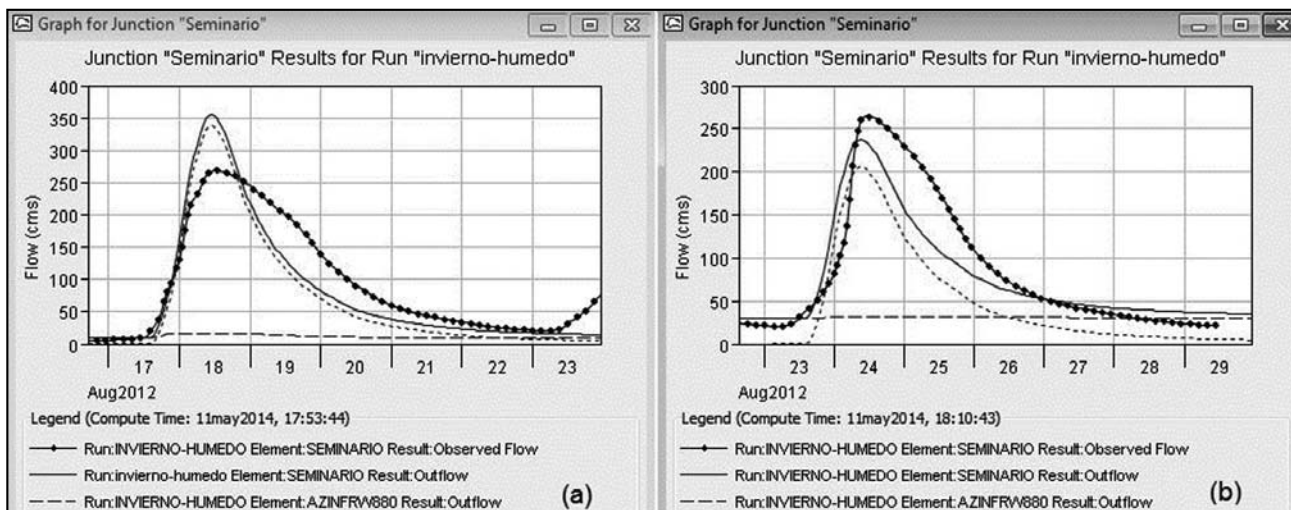 Graph for Junction "Seminario"
Junction "Seminario" Results for Run "invierno-humedo"
400
350
300
250
200
150
100
50
0
Flow (cms)
17
18
19
20
21
22
23
Aug2012
Legend (Compute Time: 11may2014, 17:53:44)
Run:INVIERNO-HUMEDO Element:SEMINARIO Result:Observed Flow
Run:invierno-humedo Element:SEMINARIO Result:Outflow
Run:INVIERNO-HUMEDO Element:AZINFRW880 Result:Outflow
(a)
Graph for Junction "Seminario"
Junction "Seminario" Results for Run "invierno-humedo"
300
250
200
150
100
50
0
Flow (cms)
23
24
25
26
27
28
29
Aug2012
Legend (Compute Time: 11may2014, 18:10:43)
Run:INVIERNO-HUMEDO Element:SEMINARIO Result:Observed Flow
Run:INVIERNO-HUMEDO Element:SEMINARIO Result:Outflow
Run:INVIERNO-HUMEDO Element:AZINFRW880 Result:Outflow
(b)